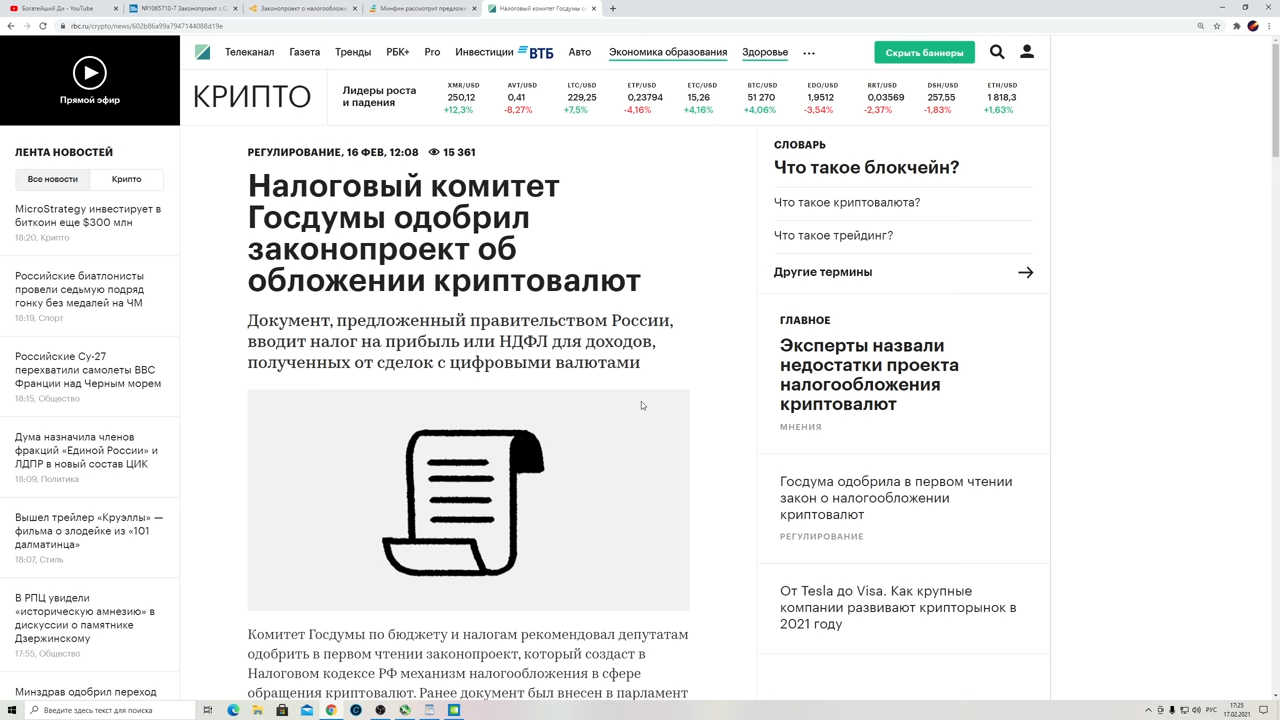 Богатейший Ди - YouTube
№1065710-7 Законопроект :: С
Законопроект о налогообложен
Минфин рассмотрит предложе
Налоговый комитет Госдумы о
rbc.ru/crypto/news/602b86a99a7947144088d19e
Прямой эфир
Телеканал
Газета
Тренды
РБК+
Pro
Инвестиции
ВТБ
Авто
Экономика образования
Здоровье
Скрыть баннеры
КРИПТО
Лидеры роста
и падения
XMR/USD
250,12
+12,3%
AVT/USD
0,41
-8,27%
LTC/USD
229,25
+7,5%
ETP/USD
0,23794
-4,16%
ETC/USD
15,26
+4,16%
BTC/USD
51 270
+4,06%
EDO/USD
1,9512
-3,54%
RRT/USD
0,03569
-2,37%
DSH/USD
257,55
-1,83%
ETH/USD
1 818,3
+1,63%
ЛЕНТА НОВОСТЕЙ
Все новости
Крипто
MicroStrategy инвестирует в
биткоин еще $300 млн
18:20, Крипто
Российские биатлонисты
провели седьмую подряд
гонку без медалей на ЧМ
18:19, Спорт
Российские Су-27
перехватили самолеты ВВС
Франции над Черным морем
18:15, Общество
Дума назначила членов
фракций «Единой России» и
ЛДПР в новый состав ЦИК
18:09, Политика
Вышел трейлер «Круэллы» —
фильма о злодейке из «101
далматинца»
18:07, Стиль
В РПЦ увидели
«историческую амнезию» в
дискуссии о памятнике
Дзержинскому
17:55, Общество
Минздрав одобрил переход
РЕГУЛИРОВАНИЕ, 16 ФЕВ, 12:08
15 361
Налоговый комитет
Госдумы одобрил
законопроект об
обложении криптовалют
Документ, предложенный правительством России,
вводит налог на прибыль или НДФЛ для доходов,
полученных от сделок с цифровыми валютами
Комитет Госдумы по бюджету и налогам рекомендовал депутатам
одобрить в первом чтении законопроект, который создаст в
Налоговом кодексе РФ механизм налогообложения в сфере
обращения криптовалют. Ранее документ был внесен в парламент
СЛОВАРЬ
Что такое блокчейн?
Что такое криптовалюта?
Что такое трейдинг?
Другие термины
ГЛАВНОЕ
Эксперты назвали
недостатки проекта
налогообложения
криптовалют
МНЕНИЯ
Госдума одобрила в первом чтении
закон о налогообложении
криптовалют
РЕГУЛИРОВАНИЕ
От Tesla до Visa. Как крупные
компании развивают крипторынок в
2021 году
Введите здесь текст для поиска
РУС
17:25
17.02.2021